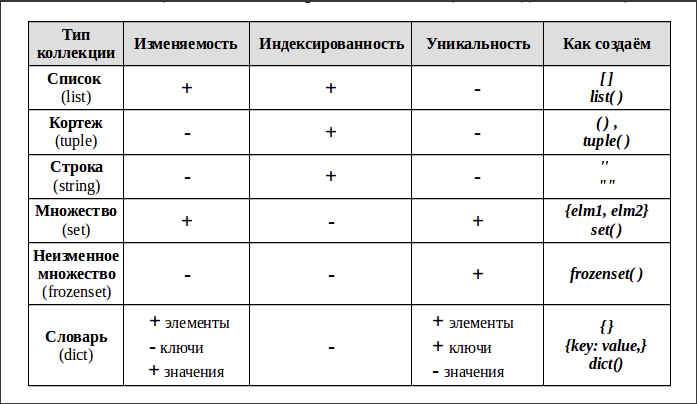 Тип коллекции Изменяемость Индексированность Уникальность Как создаём
Список (list) + + - [ ] list( )
Кортеж (tuple) - + - ( ) , tuple( )
Строка (string) - + - '' ""
Множество (set) + - + {elm1, elm2} set( )
Неизменное множество (frozenset) - - + frozenset( )
Словарь (dict) + элементы - ключи + значения - + элементы + ключи - значения { } {key: value,} dict()